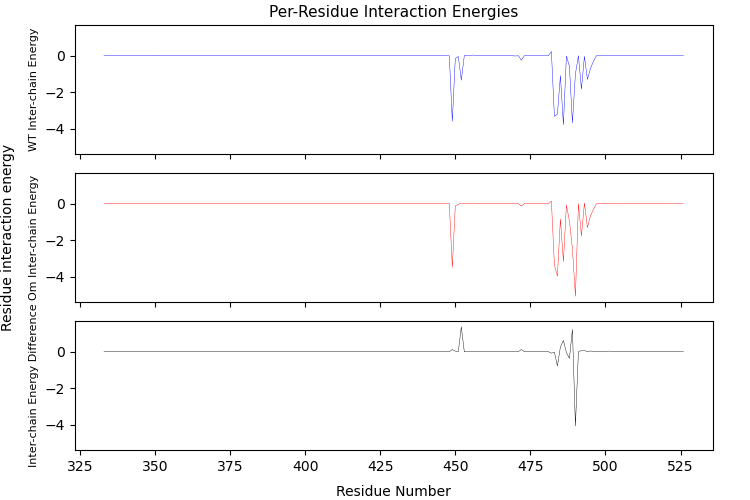 Per-Residue Interaction Energies
Residue interaction energy
WT Inter-chain Energy
0
−2
−4
Om Inter-chain Energy
0
−2
−4
Inter-chain Energy Difference
0
−2
−4
325 350 375 400 425 450 475 500 525
Residue Number